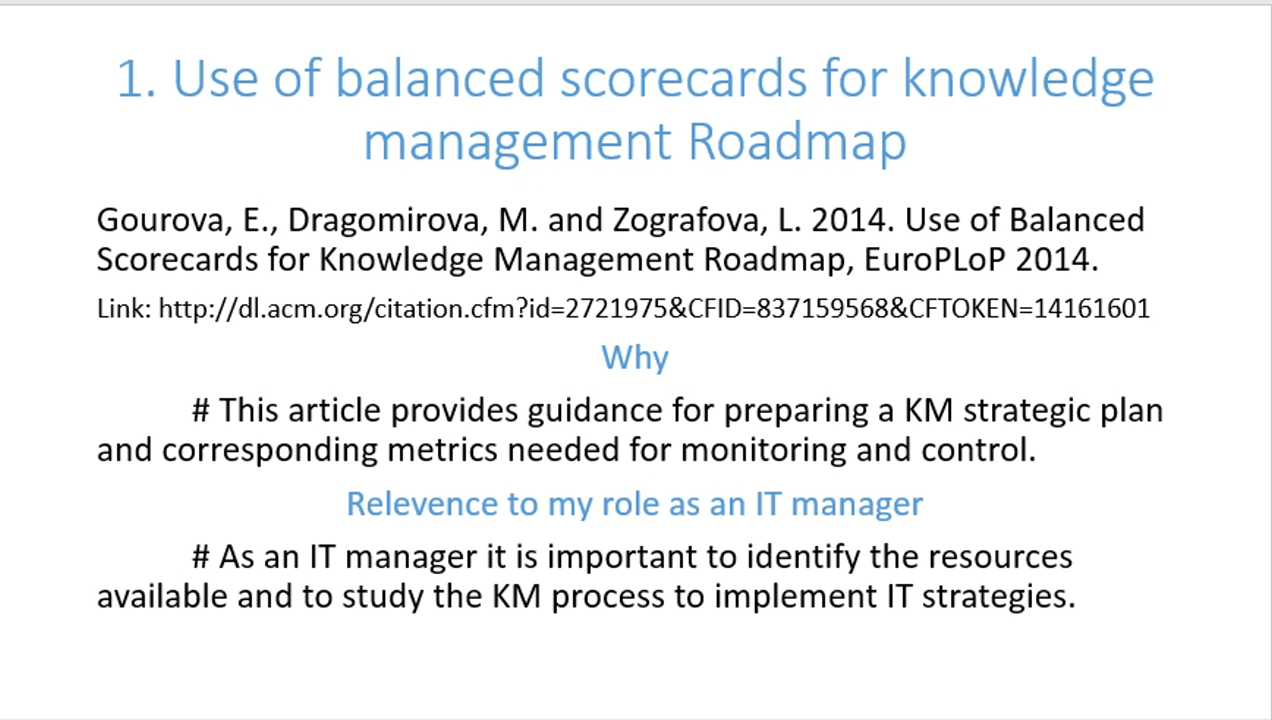 1. Use of balanced scorecards for knowledge
management Roadmap
Gourova, E., Dragomirova, M. and Zografova, L. 2014. Use of Balanced
Scorecards for Knowledge Management Roadmap, EuroPLoP 2014.
Link: http://dl.acm.org/citation.cfm?id=2721975&CFID=837159568&CFTOKEN=14161601
Why
# This article provides guidance for preparing a KM strategic plan
and corresponding metrics needed for monitoring and control.
Relevence to my role as an IT manager
# As an IT manager it is important to identify the resources
available and to study the KM process to implement IT strategies.